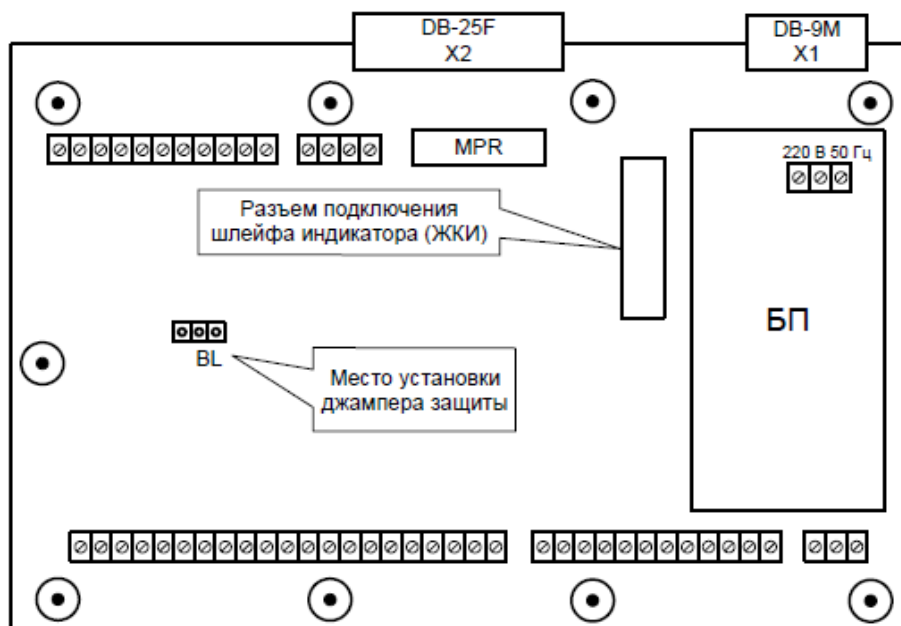 DB-25F
X2
DB-9M
X1
MPR
220 В 50 Гц
Разъем подключения
шлейфа индикатора (ЖКИ)
БП
BL
Место установки
джампера защиты